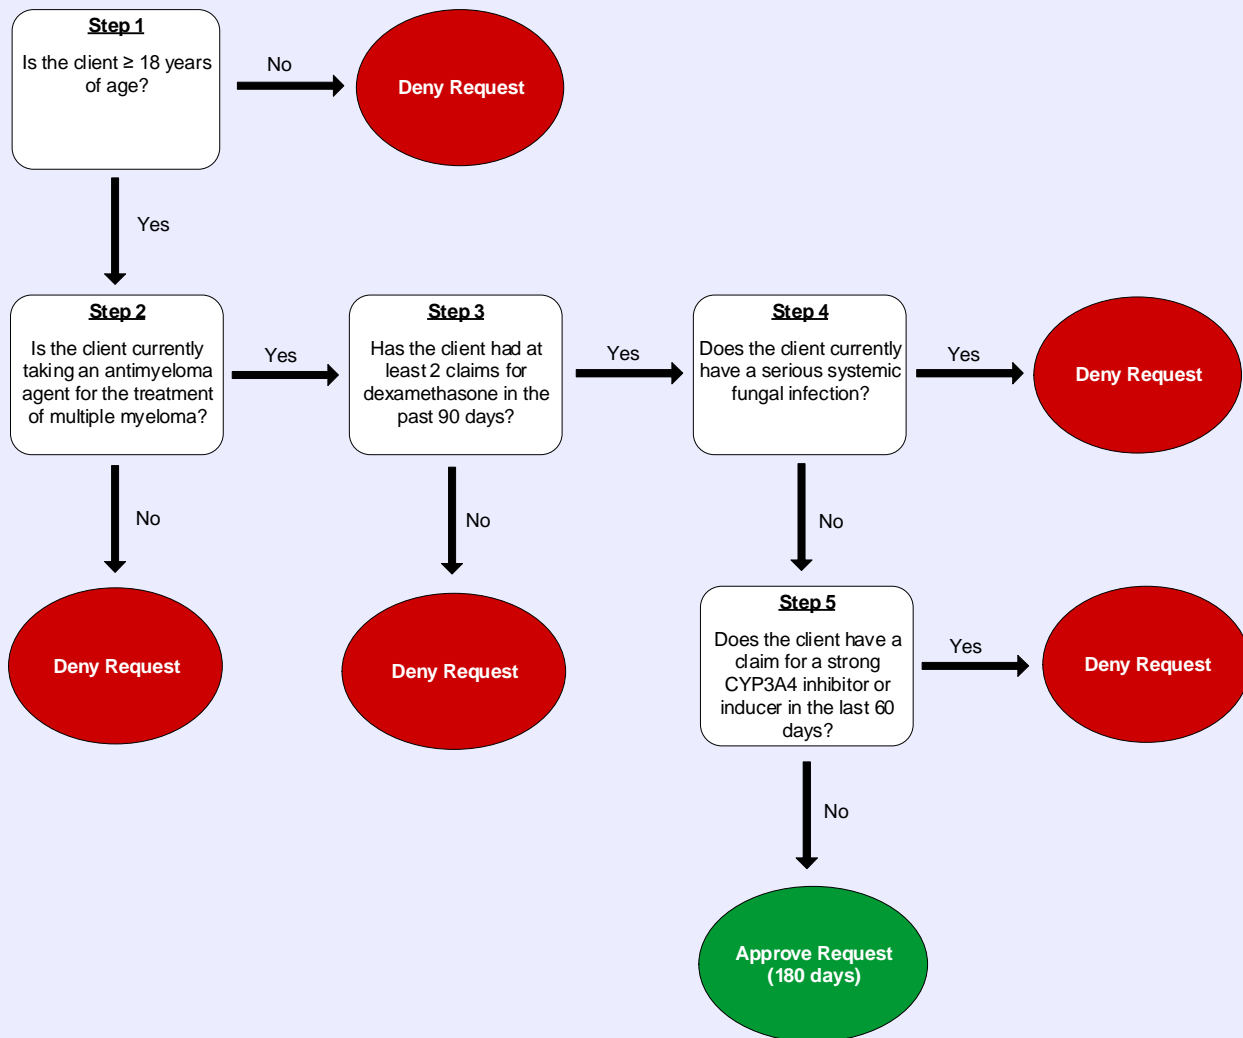 Step 1
Is the client ≥ 18 years
of age?
No
Deny Request
Yes
Step 2
Is the client currently
taking an antimyeloma
agent for the treatment
of multiple myeloma?
Yes
Step 3
Has the client had at
least 2 claims for
dexamethasone in the
past 90 days?
Yes
Step 4
Does the client currently
have a serious systemic
fungal infection?
Yes
Deny Request
No
Deny Request
No
Deny Request
No
Step 5
Does the client have a
claim for a strong
CYP3A4 inhibitor or
inducer in the last 60
days?
Yes
Deny Request
No
Approve Request
(180 days)